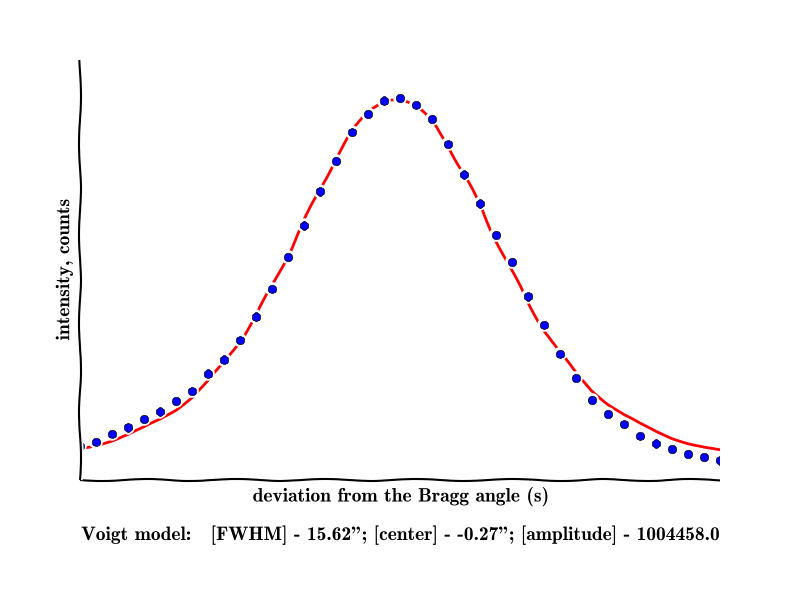 intensity, counts
deviation from the Bragg angle (s)
Voigt model: [FWHM] - 15.62”; [center] - -0.27”; [amplitude] - 1004458.0